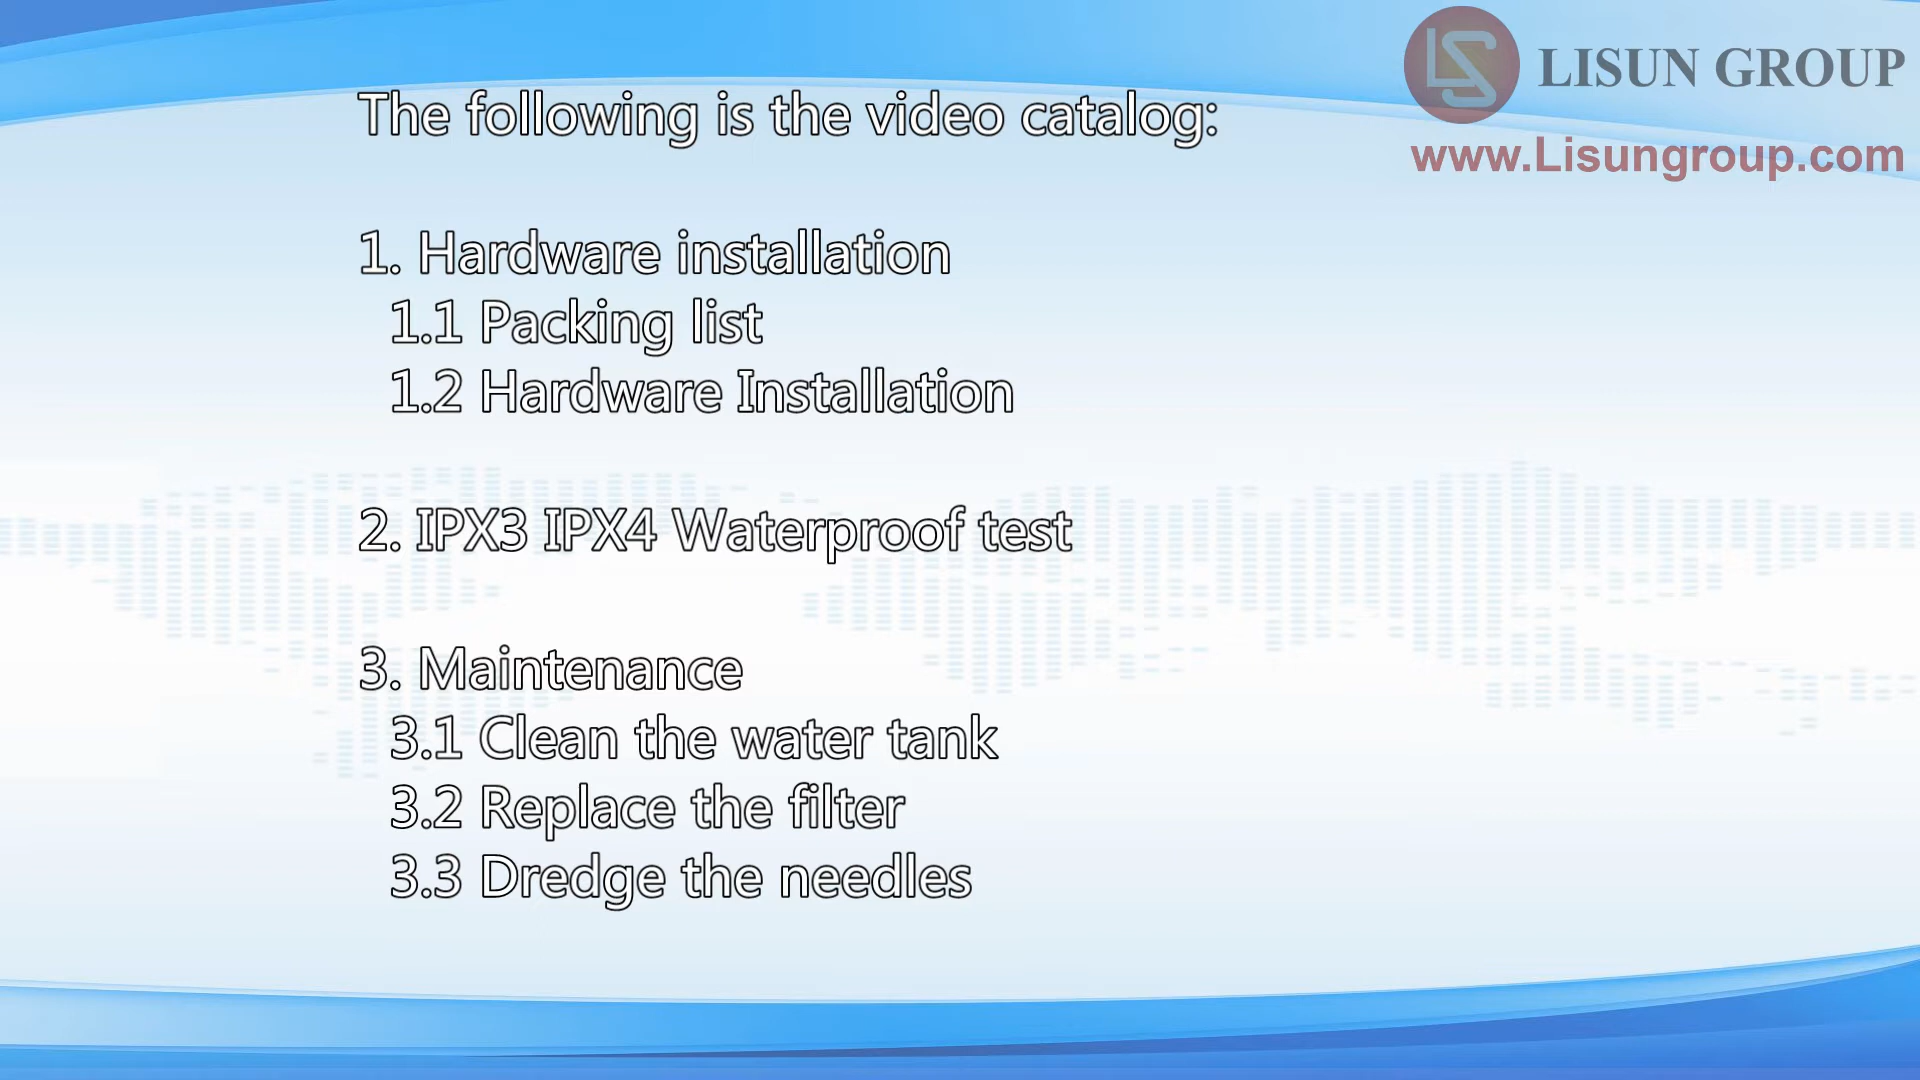 LS LISUN GROUP
www.Lisungroup.com
The following is the video catalog:
1. Hardware installation
1.1 Packing list
1.2 Hardware Installation
2. IPX3 IPX4 Waterproof test
3. Maintenance
3.1 Clean the water tank
3.2 Replace the filter
3.3 Dredge the needles